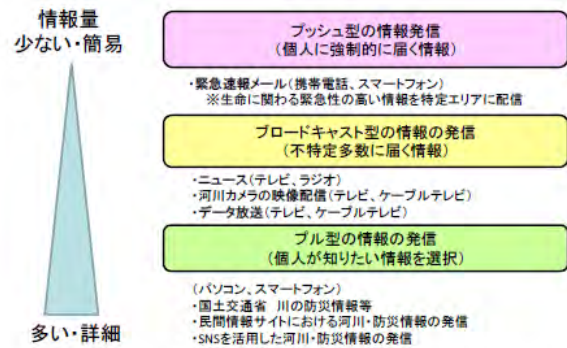 情報量
少ない・簡易
プッシュ型の情報発信
(個人に強制的に届く情報)
・緊急速報メール(携帯電話、スマートフォン)
※生命に関わる緊急性の高い情報を特定エリアに配信
ブロードキャスト型の情報の発信
(不特定多数に届く情報)
・ニュース(テレビ、ラジオ)
・河川カメラの映像配信(テレビ、ケーブルテレビ)
・データ放送(テレビ、ケーブルテレビ)
プル型の情報の発信
(個人が知りたい情報を選択)
(パソコン、スマートフォン)
・国土交通省 川の防災情報等
・民間情報サイトにおける河川・防災情報の発信
・SNSを活用した河川・防災情報の発信
多い・詳細